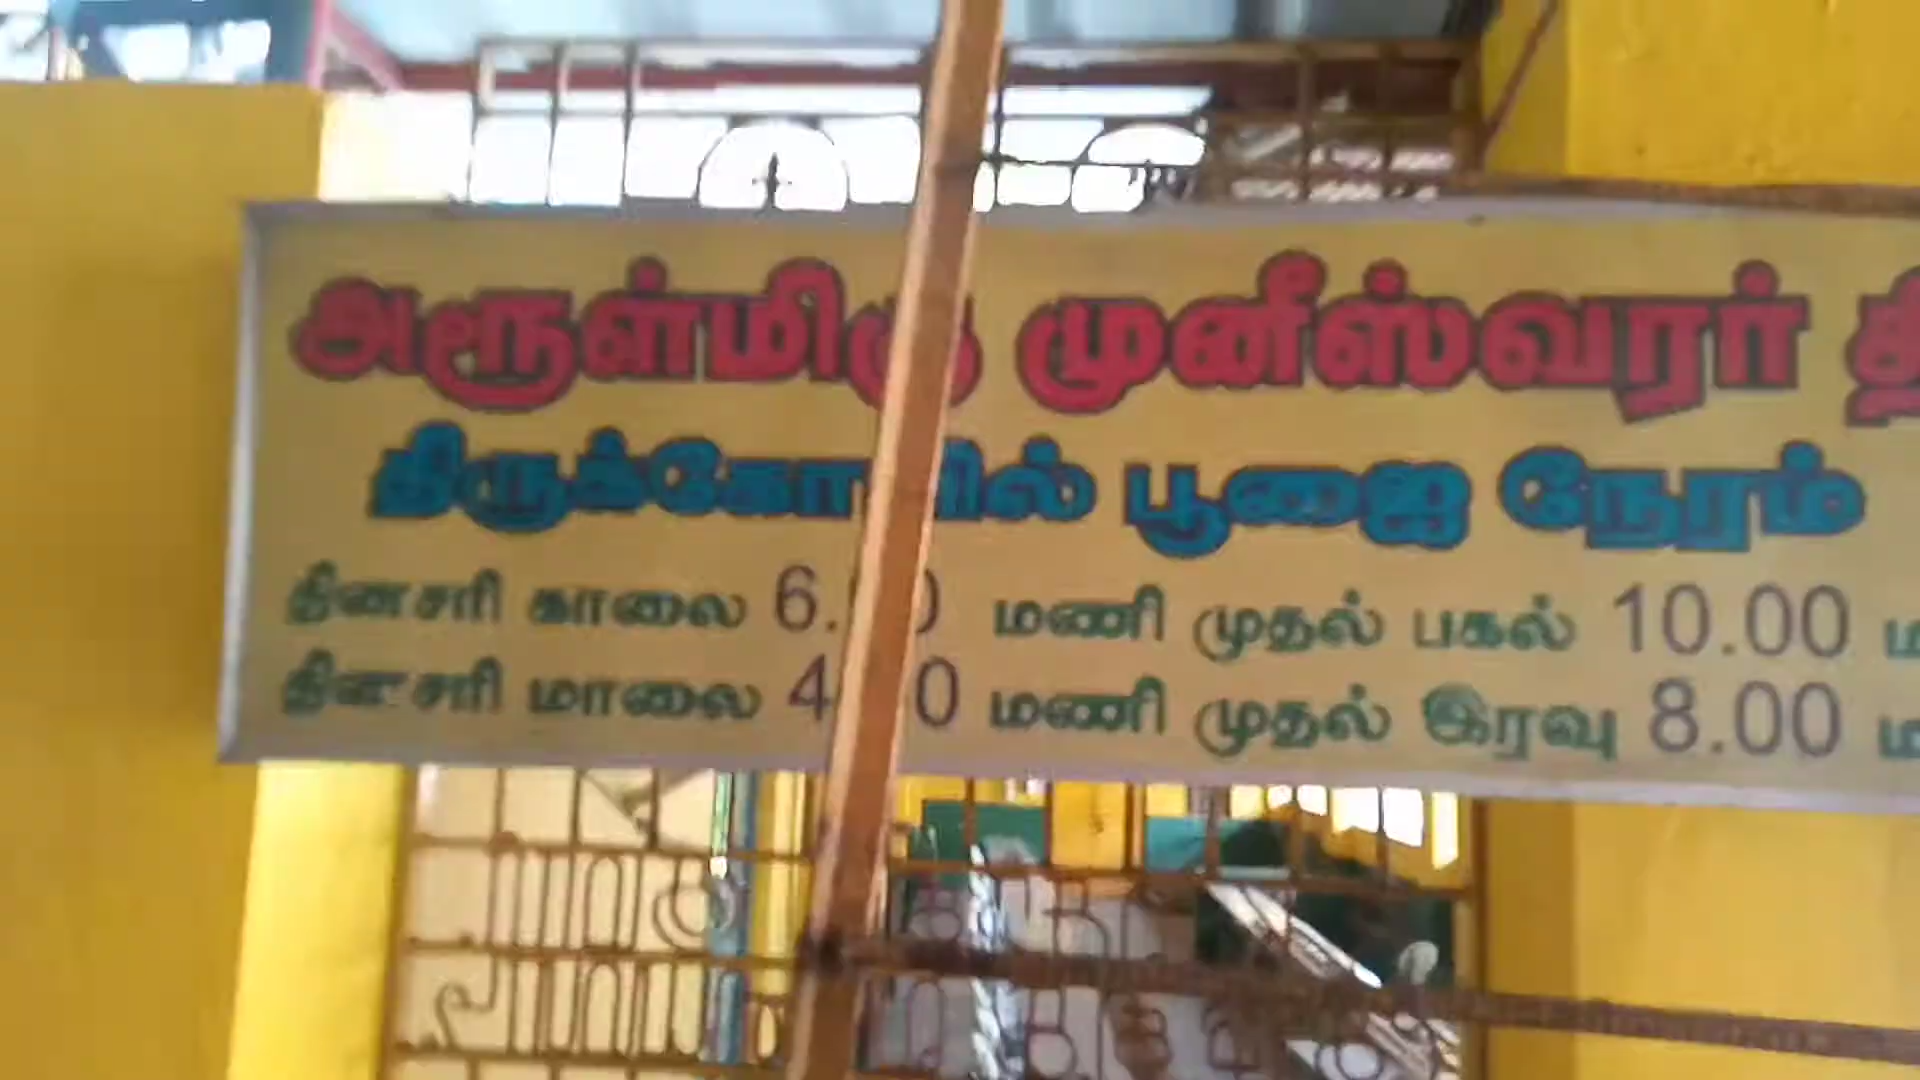 அருள்மிகு முனீஸ்வரர்
திருக்கோவில் பூஜை நேரம்
தினசரி காலை மணி முதல் பகல் 10.00
தினசரி மாலை மணி முதல் இரவு 8.00